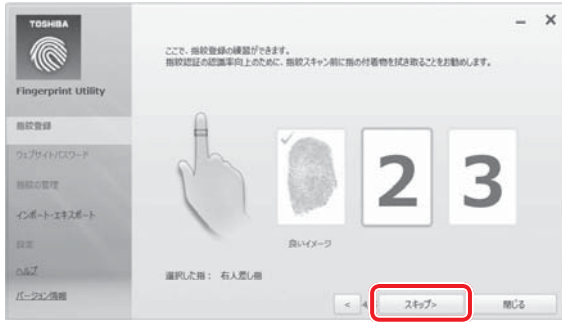 TOSHIBA
Fingerprint Utility
指紋登録
ウェブサイトパスワード
指紋の管理
インポート・エキスポート
設定
ヘルプ
バージョン情報
ここで、指紋登録の練習ができます。
指紋認証の認識率向上のために、指紋スキャン前に指の付着物を拭き取ることをお勧めします。
2 3
良いイメージ
選択した指： 右人差し指
< スキップ> 閉じる